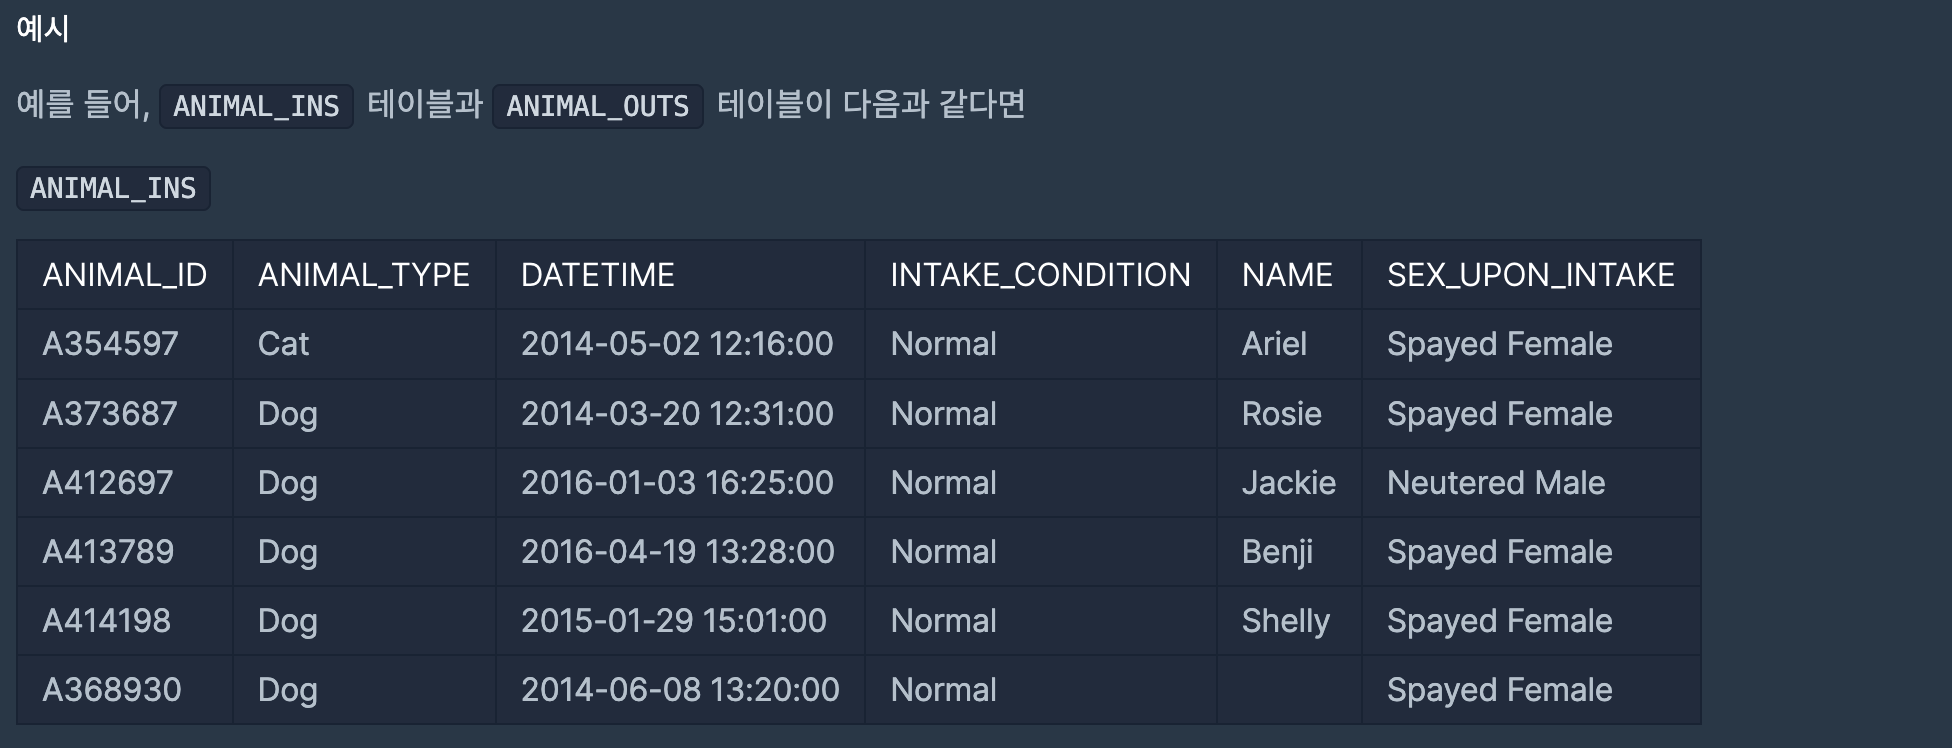 예시
예를 들어, ANIMAL_INS 테이블과 ANIMAL_OUTS 테이블이 다음과 같다면
ANIMAL_INS
ANIMAL_ID ANIMAL_TYPE DATETIME INTAKE_CONDITION NAME SEX_UPON_INTAKE
A354597 Cat 2014-05-02 12:16:00 Normal Ariel Spayed Female
A373687 Dog 2014-03-20 12:31:00 Normal Rosie Spayed Female
A412697 Dog 2016-01-03 16:25:00 Normal Jackie Neutered Male
A413789 Dog 2016-04-19 13:28:00 Normal Benji Spayed Female
A414198 Dog 2015-01-29 15:01:00 Normal Shelly Spayed Female
A368930 Dog 2014-06-08 13:20:00 Normal Spayed Female